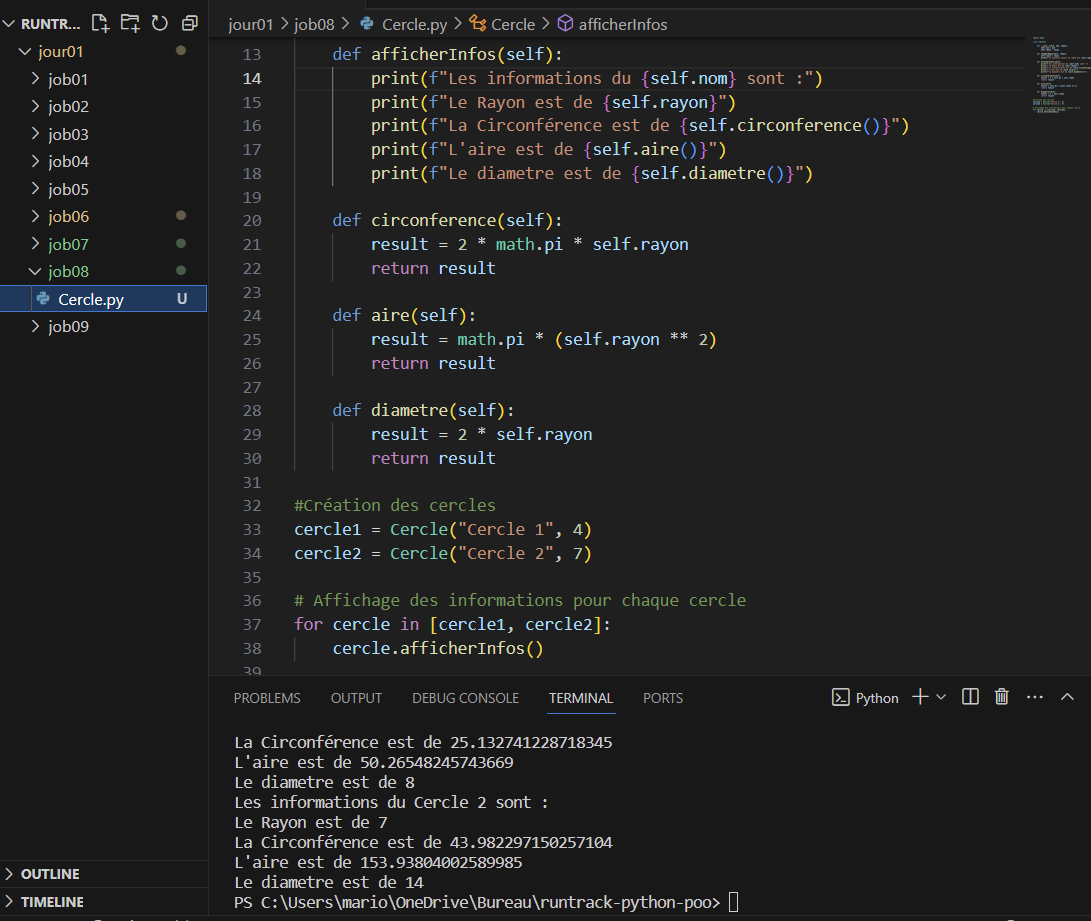 RUNTR...
jour01
job01
job02
job03
job04
job05
job06
job07
job08
Cercle.py U
job09
OUTLINE
TIMELINE
jour01 > job08 > Cercle.py > Cercle > afficherInfos
13 def afficherInfos(self):
14 print(f"Les informations du {self.nom} sont :")
15 print(f"Le Rayon est de {self.rayon}")
16 print(f"La Circonférence est de {self.circonference()}")
17 print(f"L'aire est de {self.aire()}")
18 print(f"Le diametre est de {self.diametre()}")
19
20 def circonference(self):
21 result = 2 * math.pi * self.rayon
22 return result
23
24 def aire(self):
25 result = math.pi * (self.rayon ** 2)
26 return result
27
28 def diametre(self):
29 result = 2 * self.rayon
30 return result
31
32 #Création des cercles
33 cercle1 = Cercle("Cercle 1", 4)
34 cercle2 = Cercle("Cercle 2", 7)
35
36 # Affichage des informations pour chaque cercle
37 for cercle in [cercle1, cercle2]:
38 cercle.afficherInfos()
39
PROBLEMS OUTPUT DEBUG CONSOLE TERMINAL PORTS Python
La Circonférence est de 25.132741228718345
L'aire est de 50.26548245743669
Le diametre est de 8
Les informations du Cercle 2 sont :
Le Rayon est de 7
La Circonférence est de 43.982297150257104
L'aire est de 153.93804002589985
Le diametre est de 14
PS C:\Users\mario\OneDrive\Bureau\runtrack-python-poo>